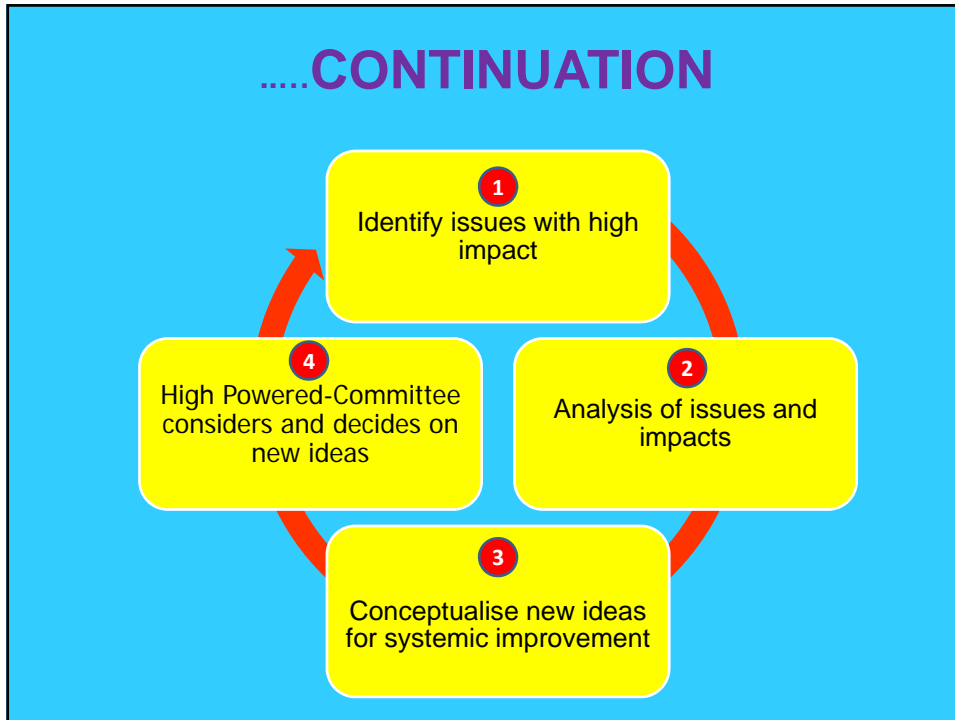 .....CONTINUATION
1
Identify issues with high
impact
2
Analysis of issues and
impacts
3
Conceptualise new ideas
for systemic improvement
4
High Powered-Committee
considers and decides on
new ideas